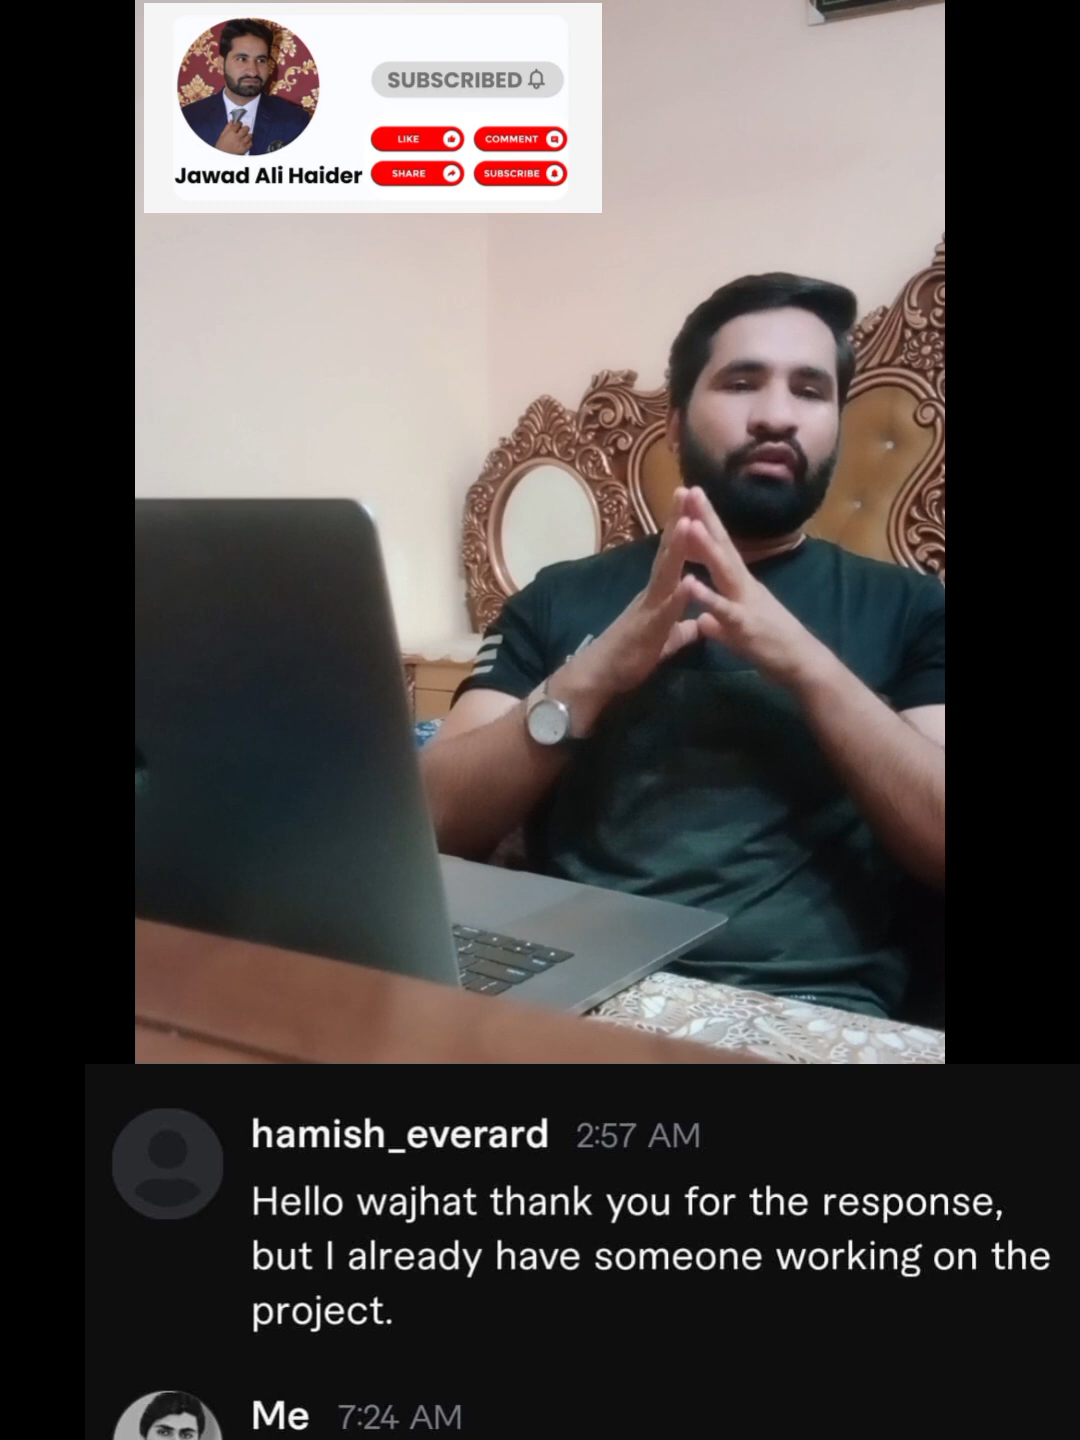 SUBSCRIBED
Jawad Ali Haider
LIKE
COMMENT
SHARE
SUBSCRIBE
hamish_everard 2:57 AM
Hello wajhat thank you for the response,
but I already have someone working on the
project.
Me 7:24 AM